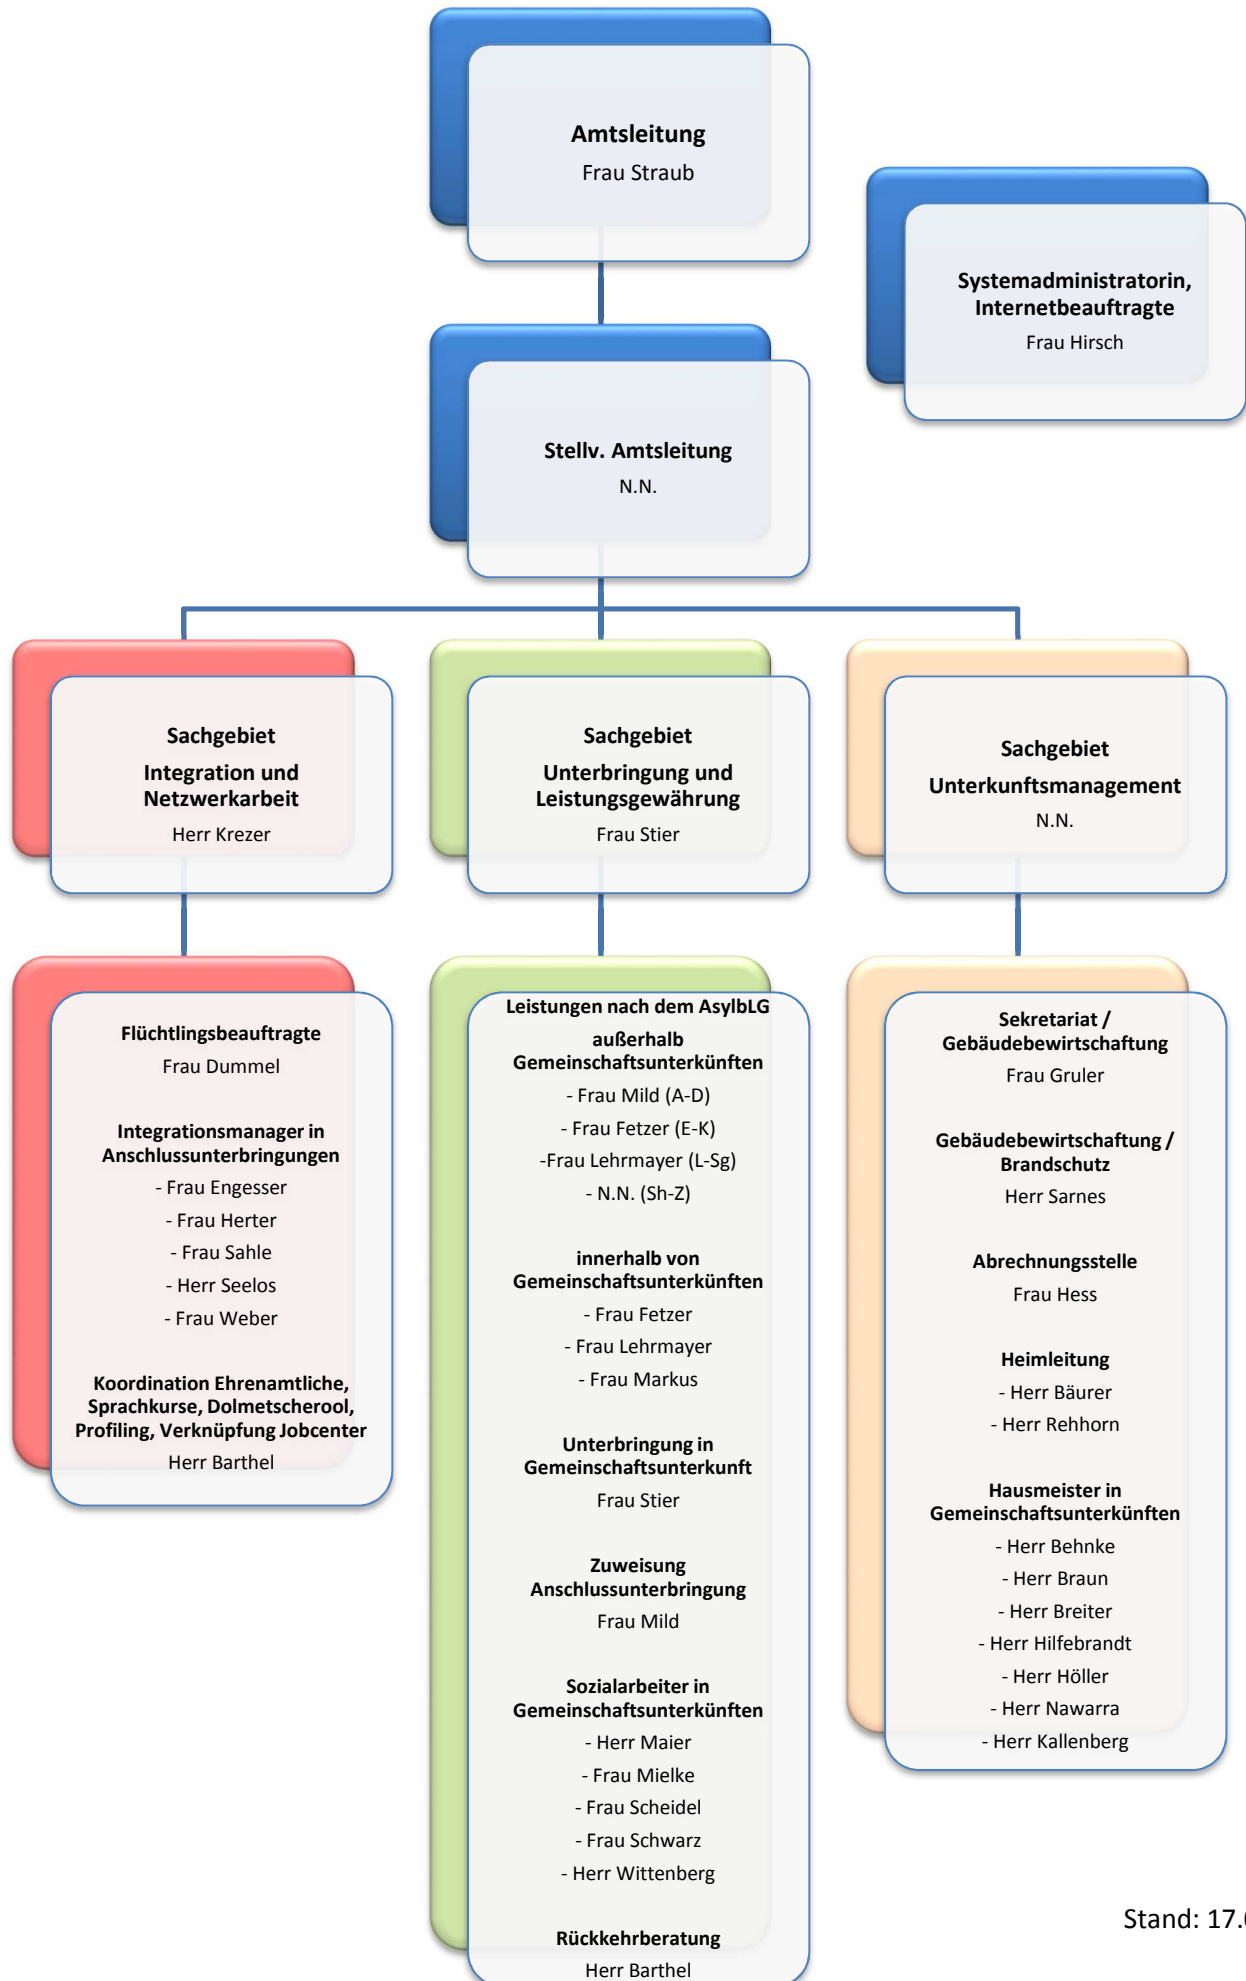 Amtsleitung
Frau Straub
Systemadministratorin,
Internetbeauftragte
Frau Hirsch
Stellv. Amtsleitung
N.N.
Sachgebiet
Integration und
Netzwerkarbeit
Herr Krezer
Sachgebiet
Unterbringung und
Leistungsgewährung
Frau Stier
Sachgebiet
Unterkunftsmanagement
N.N.
Flüchtlingsbeauftragte
Frau Dummel
Integrationsmanager in
Anschlussunterbringungen
- Frau Engesser
- Frau Herter
- Frau Sahle
- Herr Seelos
- Frau Weber
Koordination Ehrenamtliche,
Sprachkurse, Dolmetscherool,
Profiling, Verknüpfung Jobcenter
Herr Barthel
Leistungen nach dem AsylbLG
außerhalb
Gemeinschaftsunterkünften
- Frau Mild (A-D)
- Frau Fetzer (E-K)
-Frau Lehrmayer (L-Sg)
- N.N. (Sh-Z)
innerhalb von
Gemeinschaftsunterkünften
- Frau Fetzer
- Frau Lehrmayer
- Frau Markus
Unterbringung in
Gemeinschaftsunterkunft
Frau Stier
Zuweisung
Anschlussunterbringung
Frau Mild
Sozialarbeiter in
Gemeinschaftsunterkünften
- Herr Maier
- Frau Mielke
- Frau Scheidel
- Frau Schwarz
- Herr Wittenberg
Rückkehrberatung
Herr Barthel
Sekretariat /
Gebäudebewirtschaftung
Frau Gruler
Gebäudebewirtschaftung /
Brandschutz
Herr Sarnes
Abrechnungsstelle
Frau Hess
Heimleitung
- Herr Bäurer
- Herr Rehhorn
Hausmeister in
Gemeinschaftsunterkünften
- Herr Behnke
- Herr Braun
- Herr Breiter
- Herr Hilfebrandt
- Herr Höller
- Herr Nawarra
- Herr Kallenberg
Stand: 17.